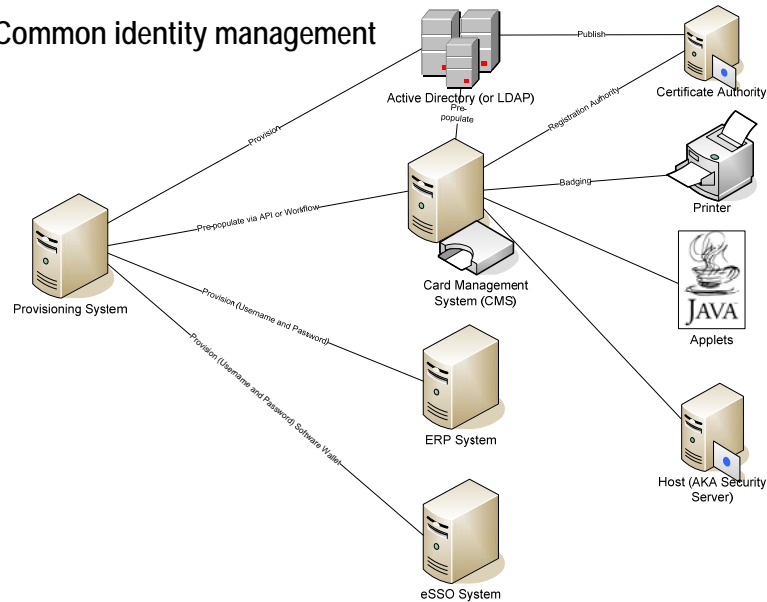 Common identity management
Publish
Active Directory (or LDAP)
Certificate Authority
Pre-
populate
Registration Authority
Provision
Badging
Printer
Pre-populate via API or Workflow
Card Management
System (CMS)
JAVA
Applets
Provisioning System
Provision (Username and Password)
Provision (Username and Password) Software Wallet
ERP System
Host (AKA Security
Server)
eSSO System